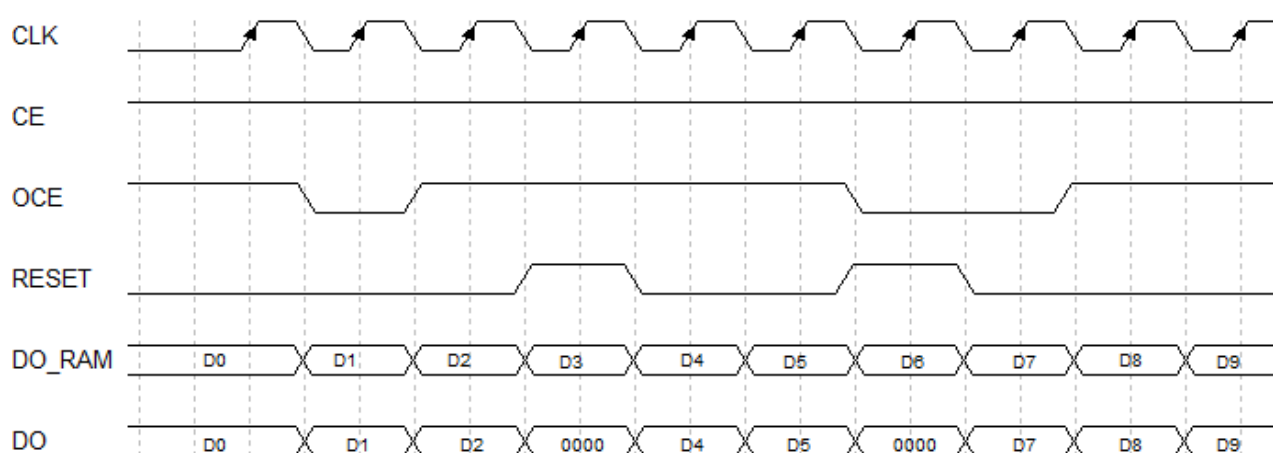 CLK
CE
OCE
RESET
DO_RAM D0 D1 D2 D3 D4 D5 D6 D7 D8 D9
DO D0 D1 D2 0000 D4 D5 0000 D7 D8 D9